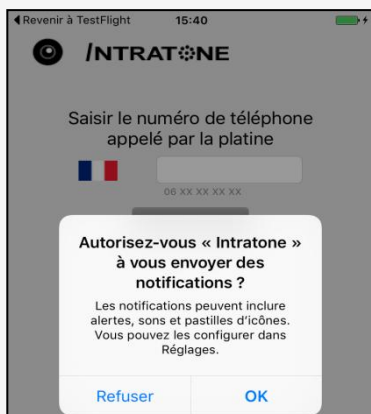 Revenir à TestFlight 15:40
INTRATONE
Saisir le numéro de téléphone
appelé par la platine
06 XX XX XX XX
Autorisez-vous « Intratone »
à vous envoyer des
notifications ?
Les notifications peuvent inclure
alertes, sons et pastilles d’icônes.
Vous pouvez les configurer dans
Réglages.
Refuser OK